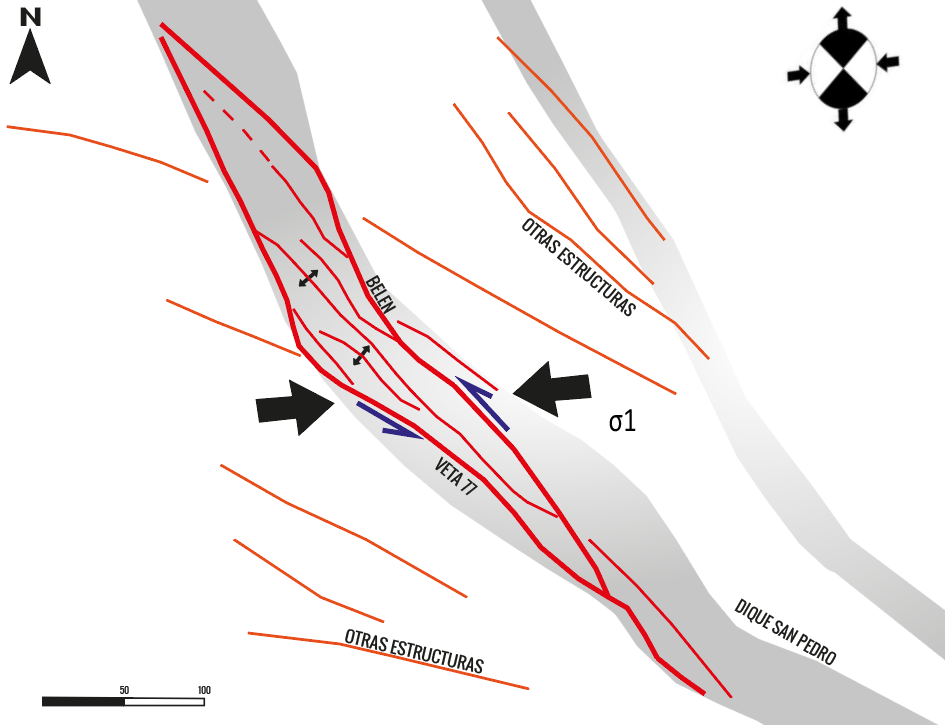 N
OTRAS ESTRUCTURAS
BELEN
σ1
VETA 77
DIQUE SAN PEDRO
OTRAS ESTRUCTURAS
50 100